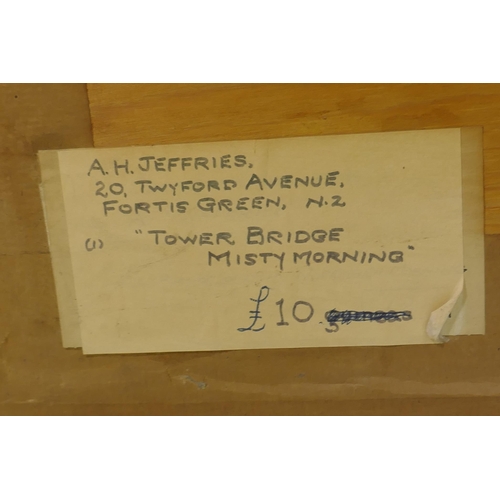 A. H. JEFFRIES.
20, TWYFORD AVENUE,
FORTIS GREEN, N.2
(1) "TOWER BRIDGE
MISTY MORNING"
£10